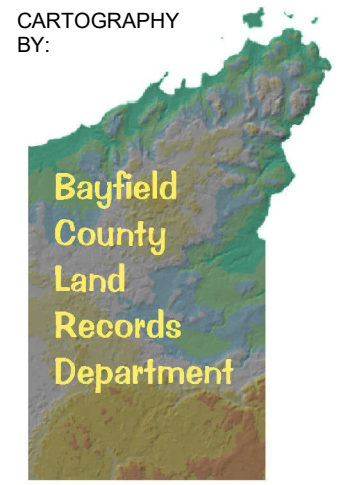 CARTOGRAPHY
BY:
Bayfield
County
Land
Records
Department